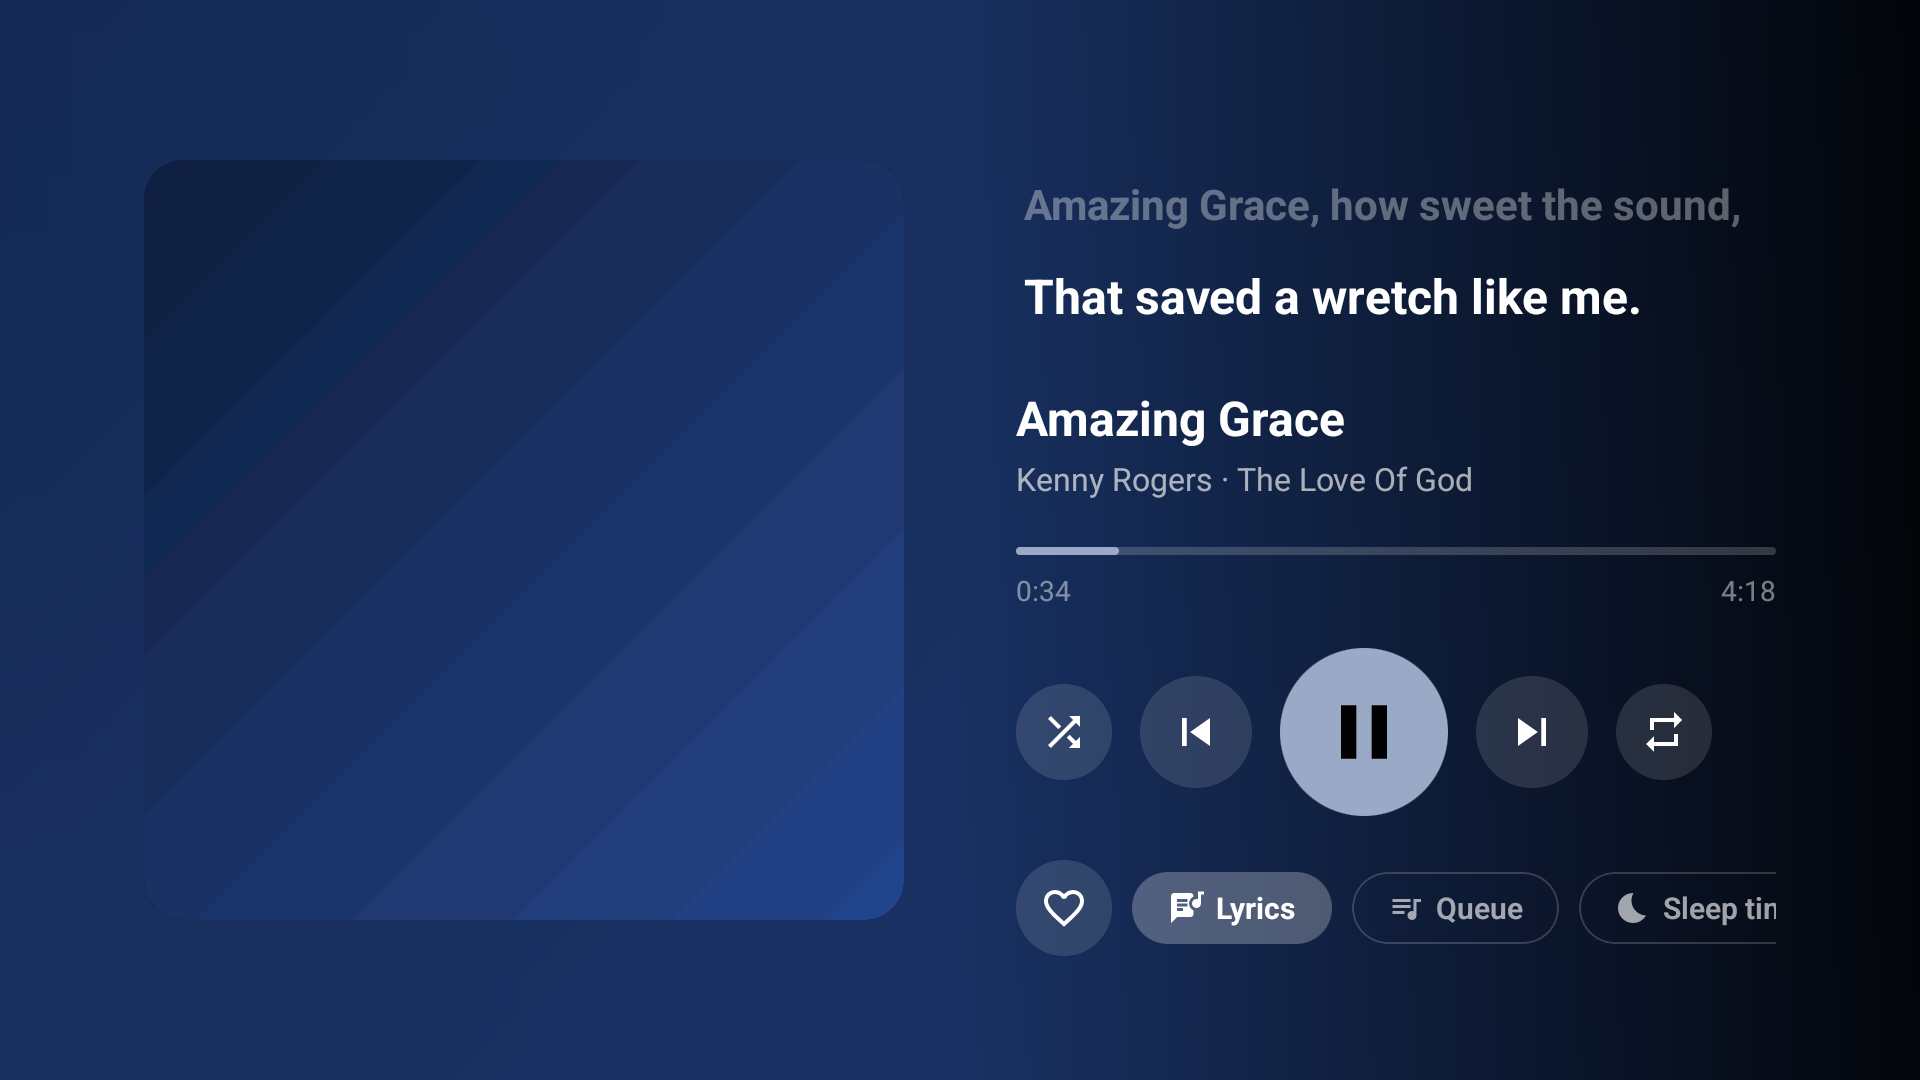 Amazing Grace, how sweet the sound,
That saved a wretch like me.
Amazing Grace
Kenny Rogers · The Love Of God
0:34
4:18
Lyrics
Queue
Sleep tin